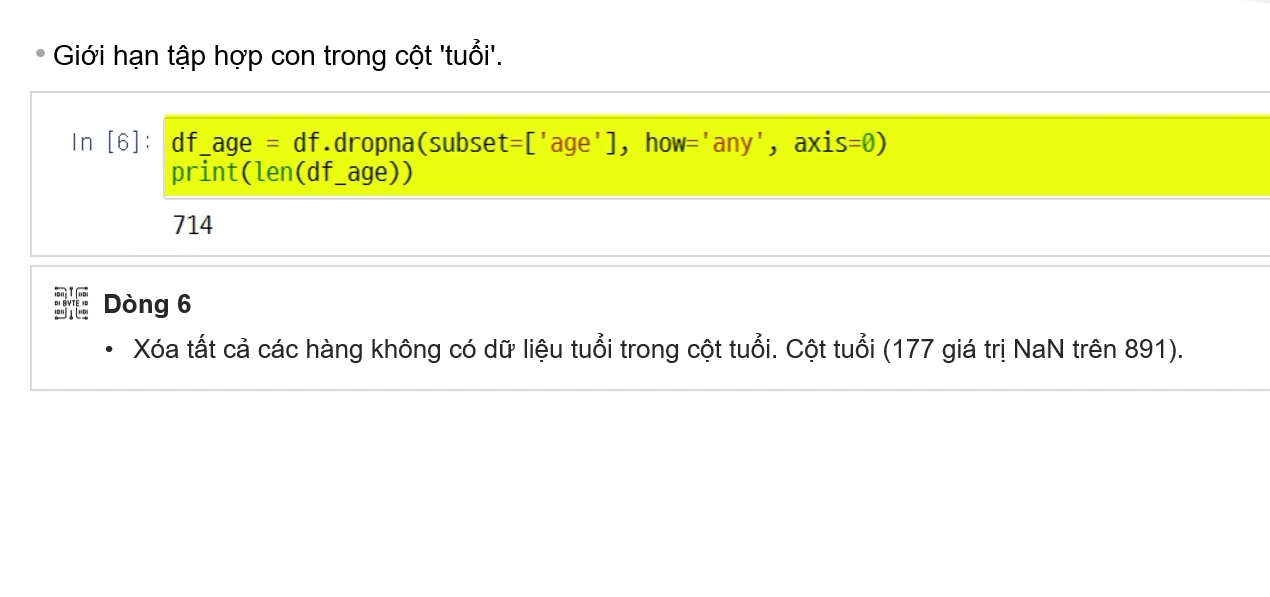 Giới hạn tập hợp con trong cột 'tuổi'.
In [6]: df_age = df.dropna(subset=['age'], how='any', axis=0)
print(len(df_age))
714
Dòng 6
• Xóa tất cả các hàng không có dữ liệu tuổi trong cột tuổi. Cột tuổi (177 giá trị NaN trên 891).